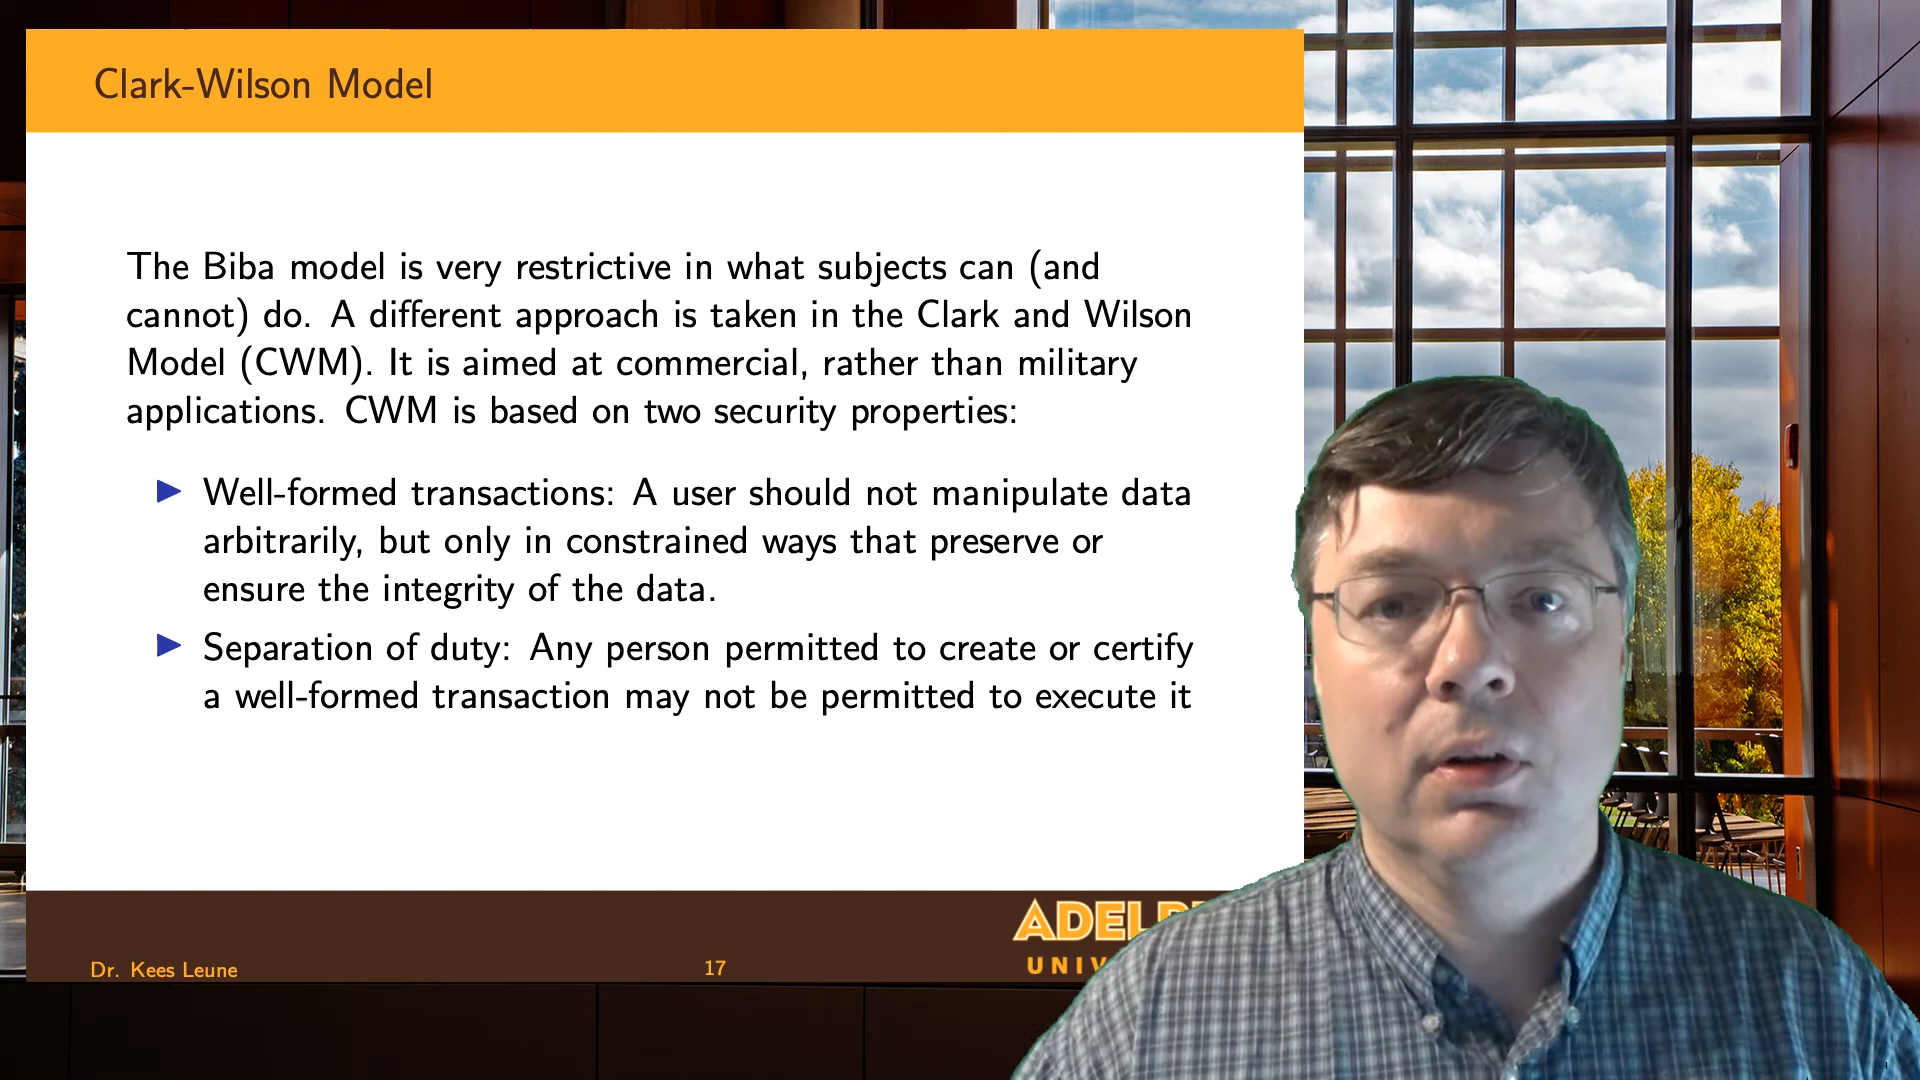 Clark-Wilson Model
The Biba model is very restrictive in what subjects can (and
cannot) do. A different approach is taken in the Clark and Wilson
Model (CWM). It is aimed at commercial, rather than military
applications. CWM is based on two security properties:
Well-formed transactions: A user should not manipulate data
arbitrarily, but only in constrained ways that preserve or
ensure the integrity of the data.
Separation of duty: Any person permitted to create or certify
a well-formed transaction may not be permitted to execute it
Dr. Kees Leune
17